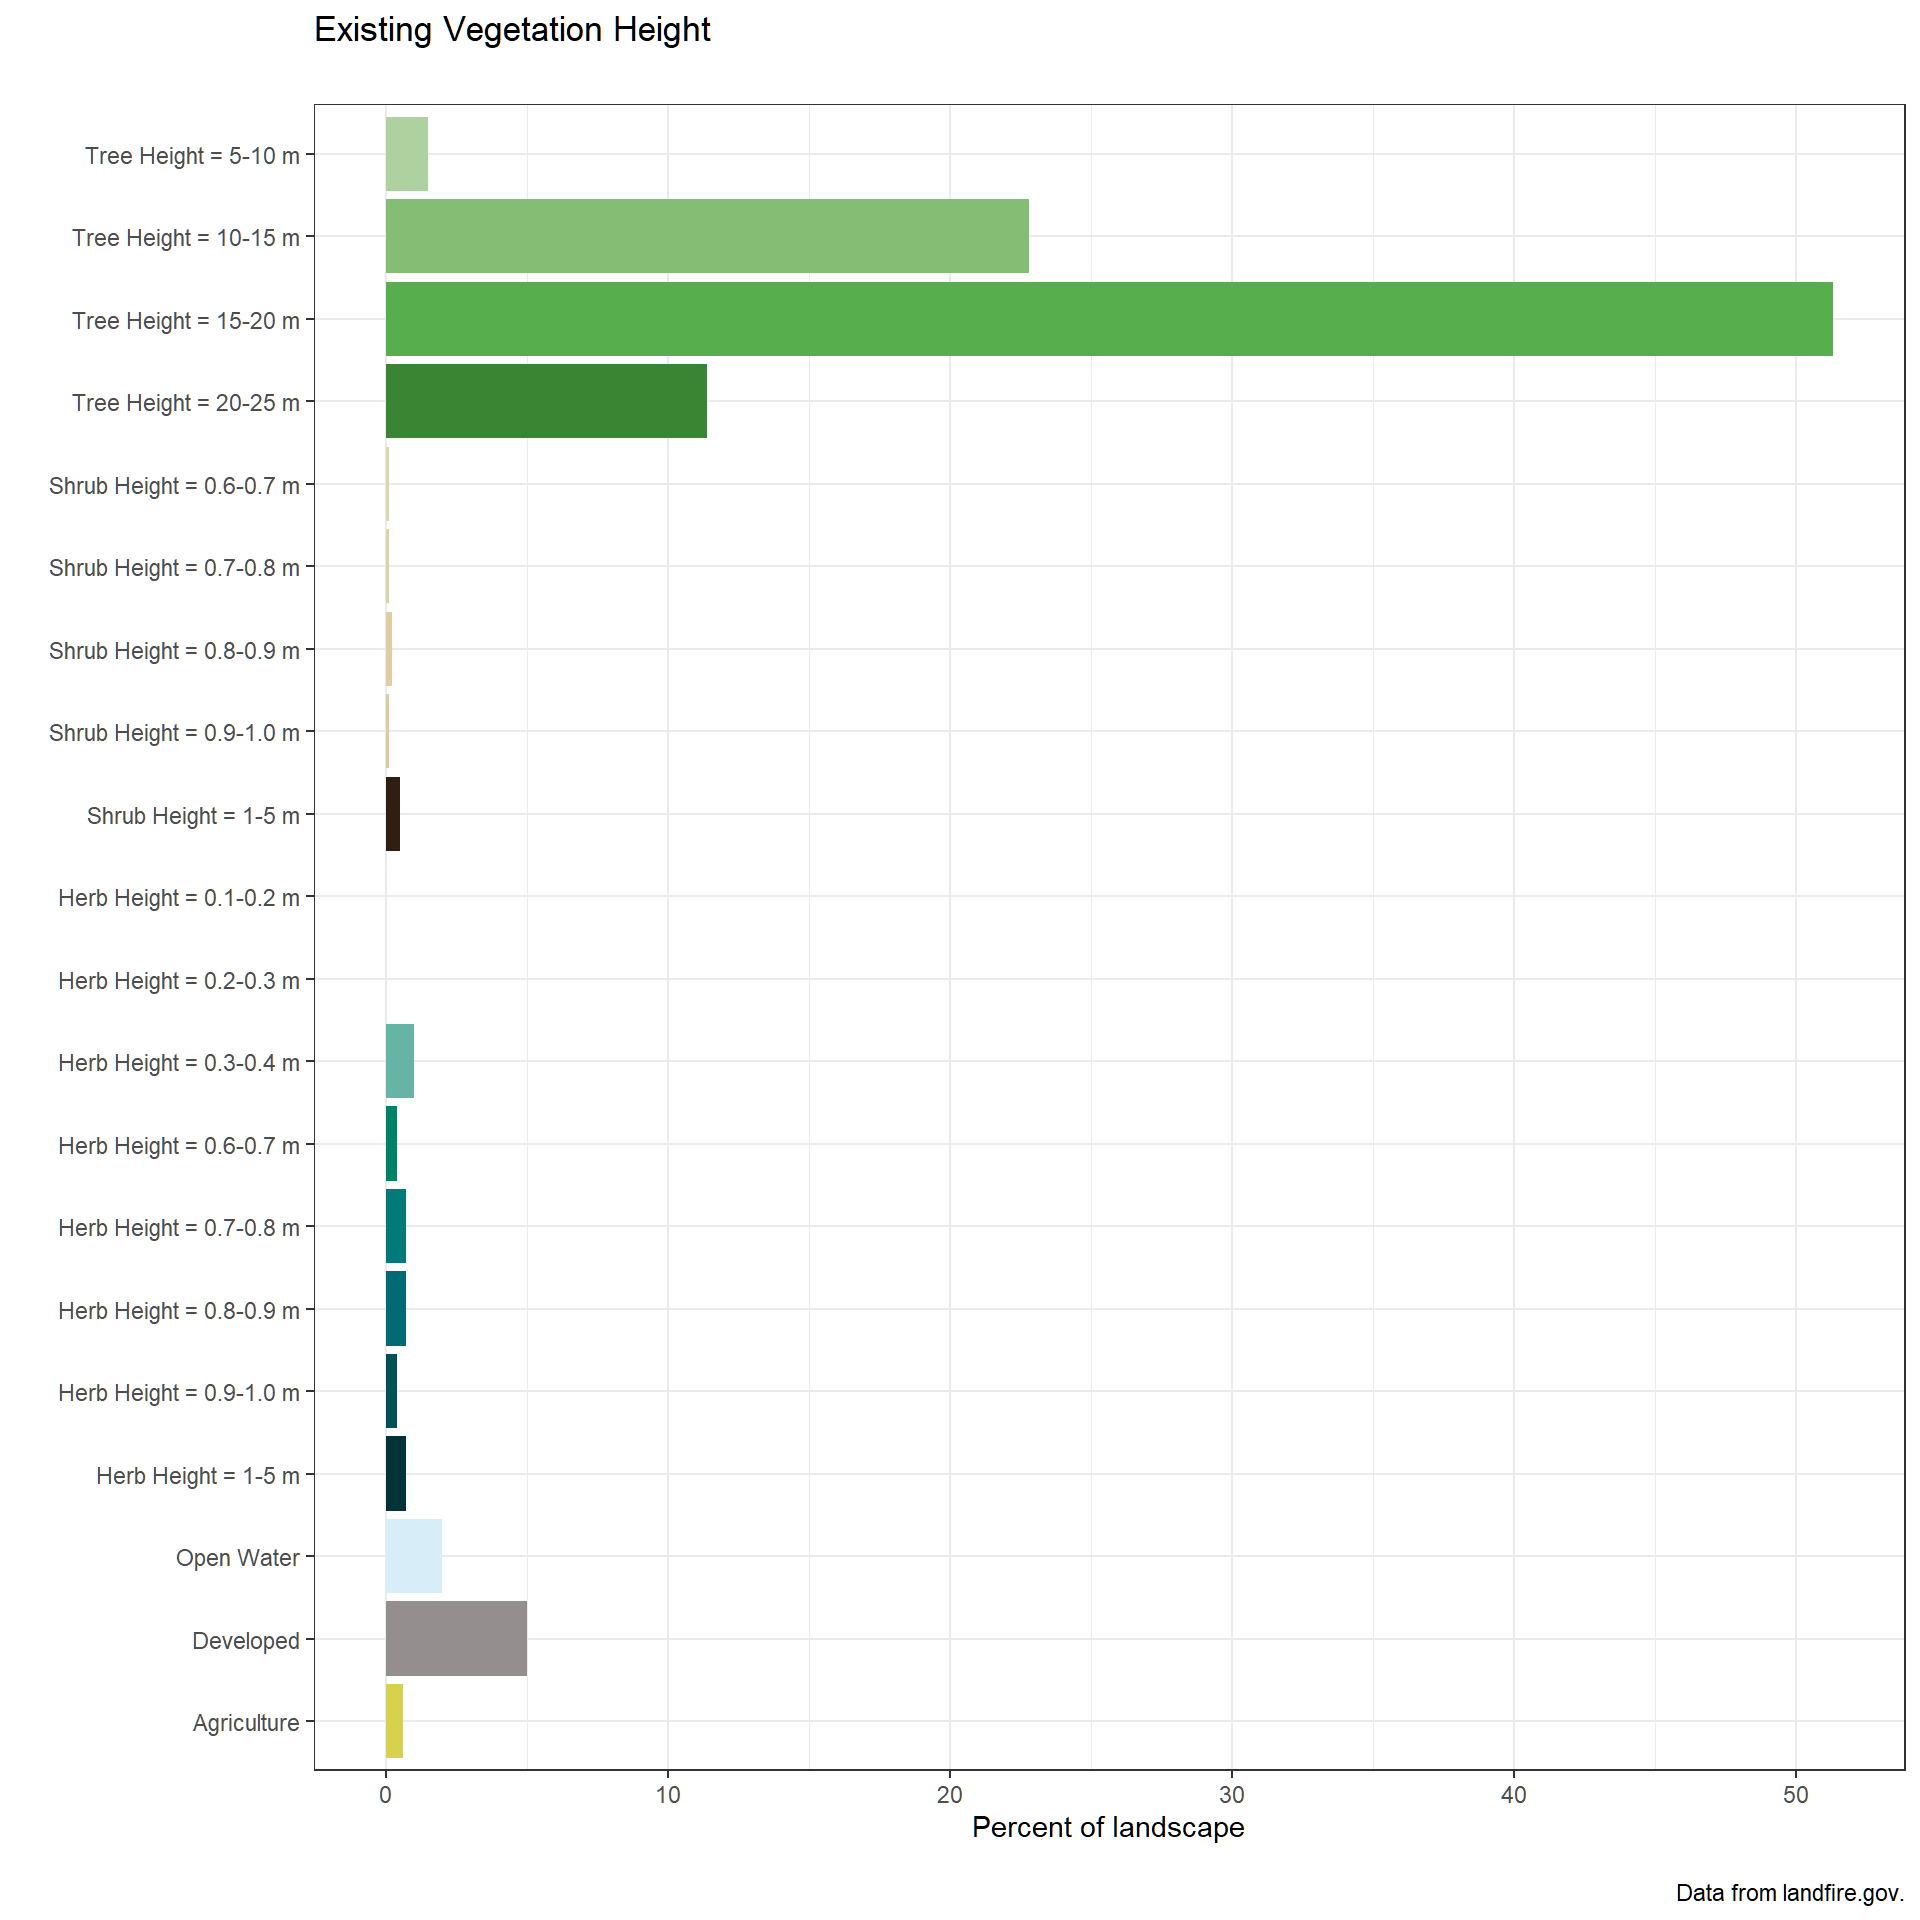 Existing Vegetation Height
Tree Height = 5-10 m
Tree Height = 10-15 m
Tree Height = 15-20 m
Tree Height = 20-25 m
Shrub Height = 0.6-0.7 m
Shrub Height = 0.7-0.8 m
Shrub Height = 0.8-0.9 m
Shrub Height = 0.9-1.0 m
Shrub Height = 1-5 m
Herb Height = 0.1-0.2 m
Herb Height = 0.2-0.3 m
Herb Height = 0.3-0.4 m
Herb Height = 0.6-0.7 m
Herb Height = 0.7-0.8 m
Herb Height = 0.8-0.9 m
Herb Height = 0.9-1.0 m
Herb Height = 1-5 m
Open Water
Developed
Agriculture
0 10 20 30 40 50
Percent of landscape
Data from landfire.gov.